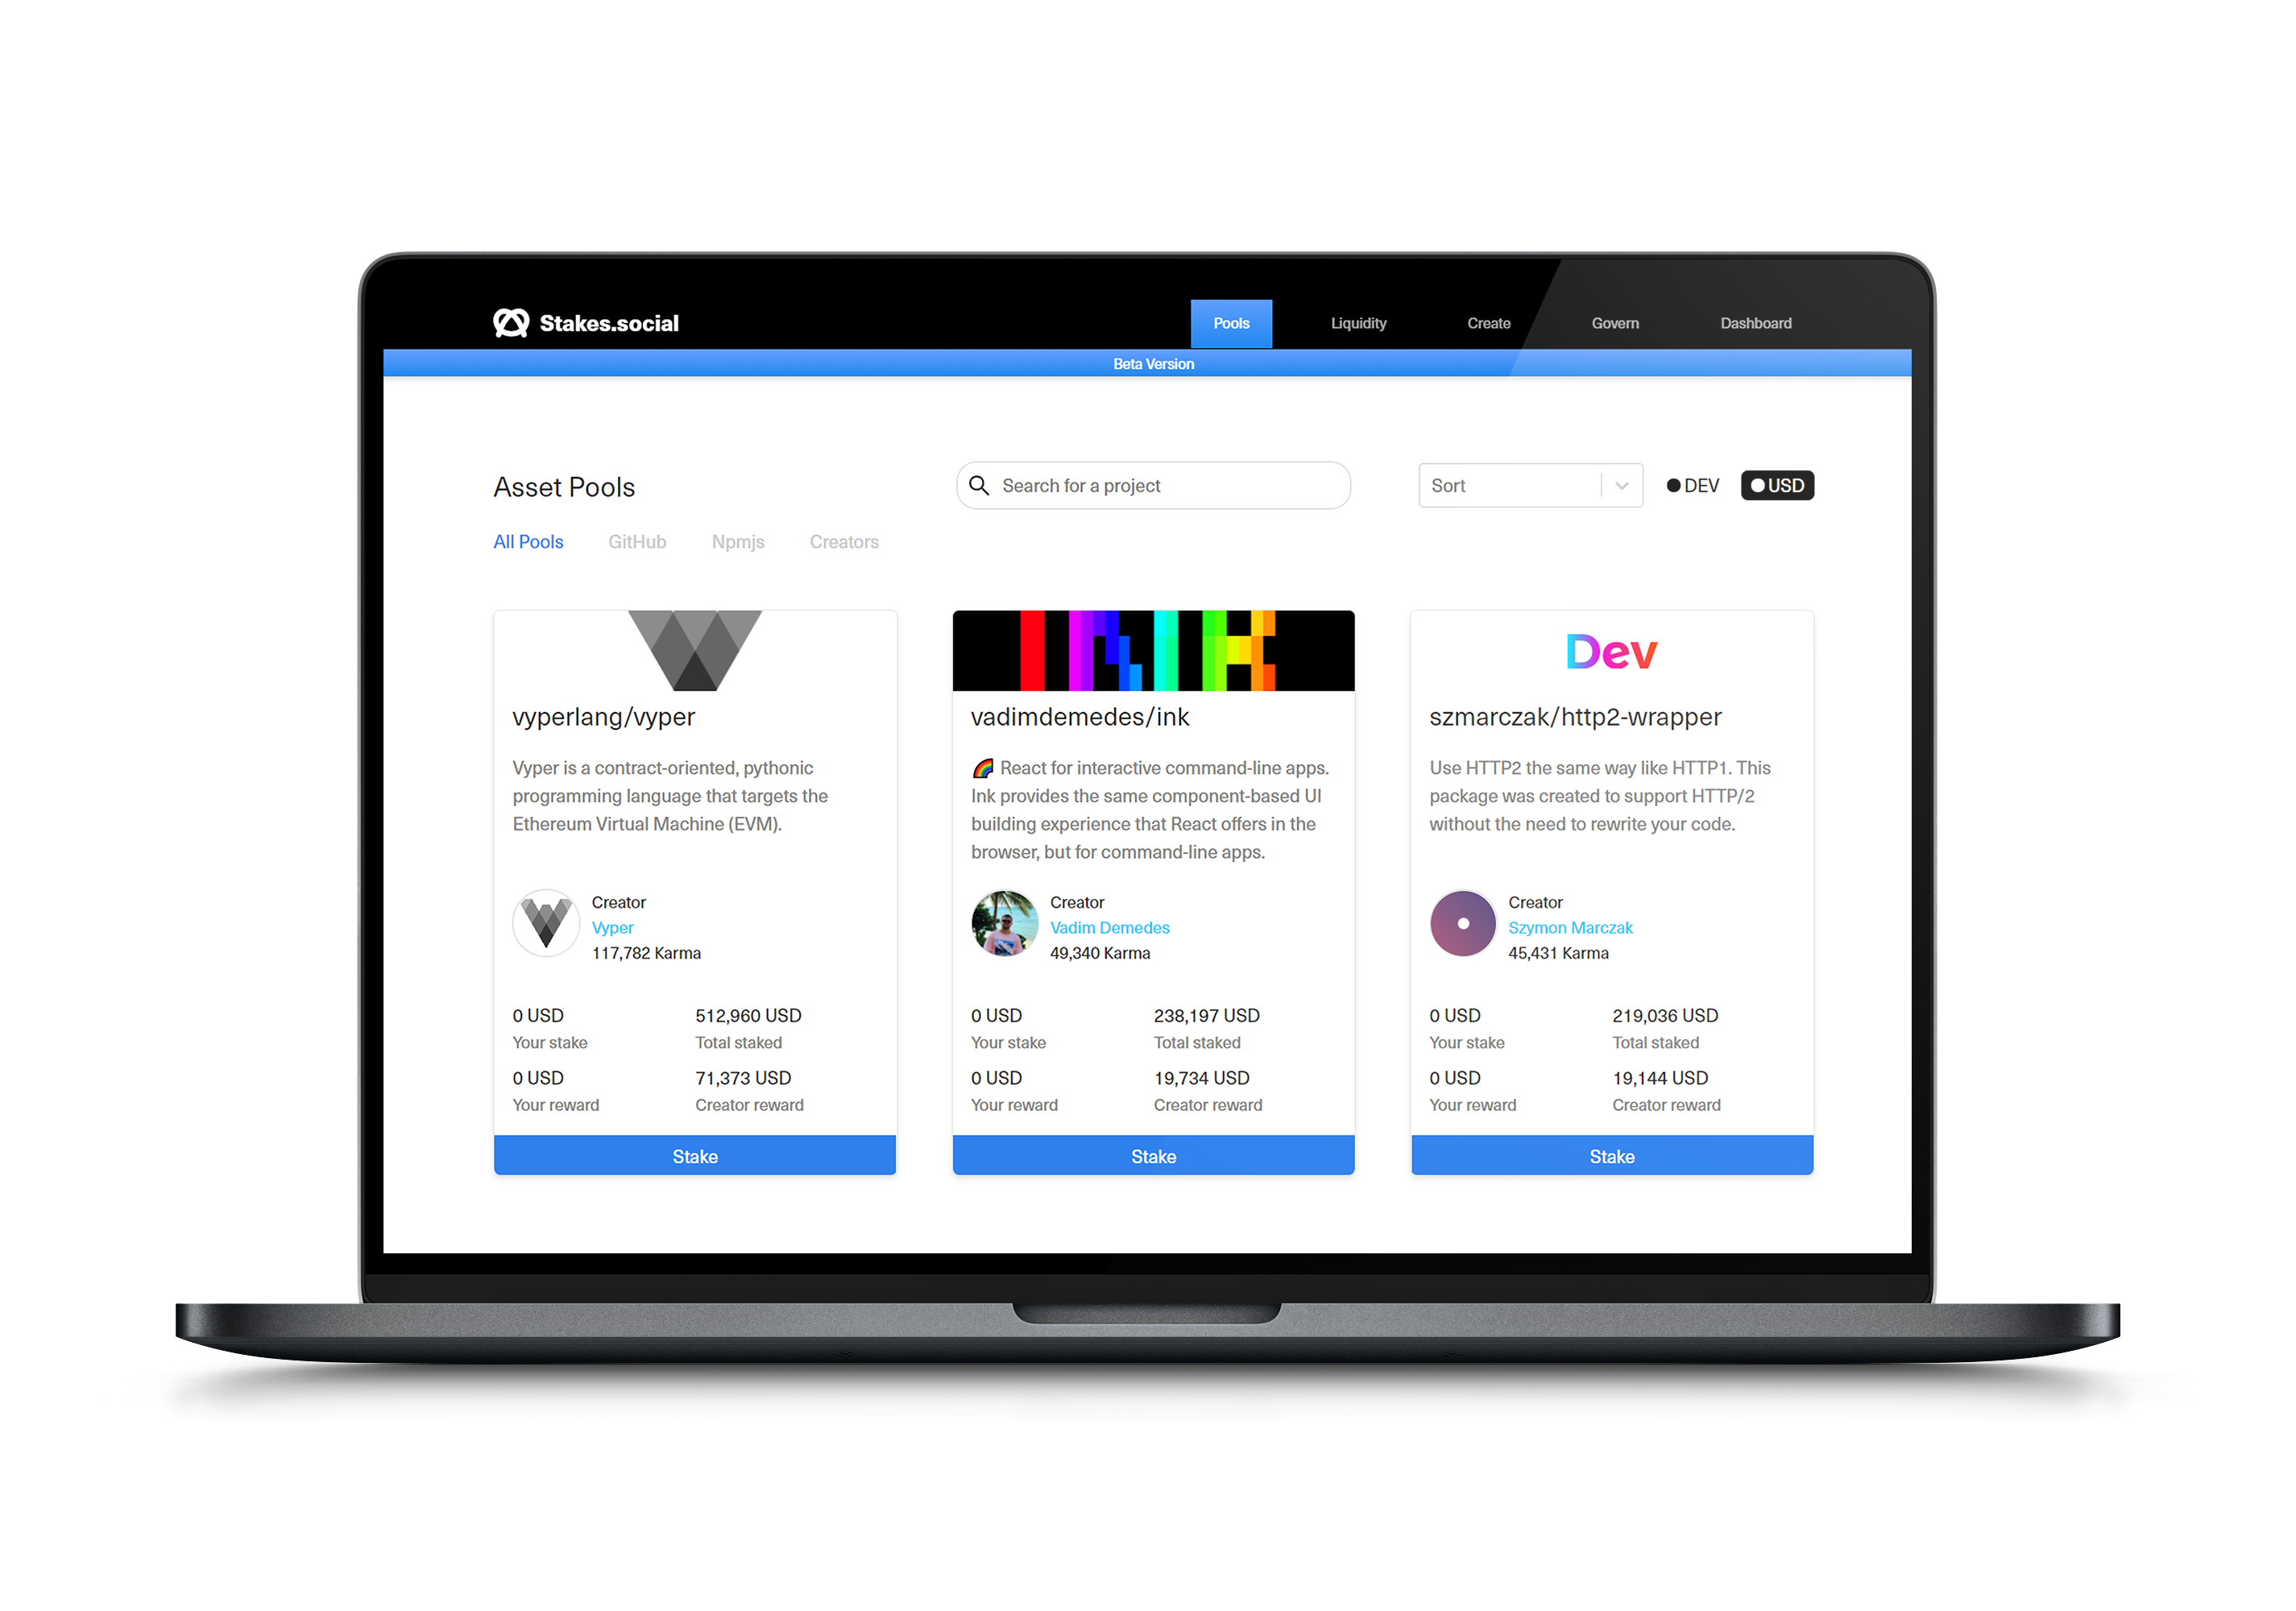 Stakes.social
Pools
Liquidity
Create
Govern
Dashboard
Beta Version
Asset Pools
Search for a project
Sort
DEV
USD
All Pools
GitHub
Npmjs
Creators
vyperlang/vyper
Vyper is a contract-oriented, pythonic
programming language that targets the
Ethereum Virtual Machine (EVM).
Creator
Vyper
117,782 Karma
0 USD
512,960 USD
Your stake
Total staked
0 USD
71,373 USD
Your reward
Creator reward
Stake
INK
vadimdemedes/ink
🌈 React for interactive command-line apps.
Ink provides the same component-based UI
building experience that React offers in the
browser, but for command-line apps.
Creator
Vadim Demedes
49,340 Karma
0 USD
238,197 USD
Your stake
Total staked
0 USD
19,734 USD
Your reward
Creator reward
Stake
Dev
szmarczak/http2-wrapper
Use HTTP2 the same way like HTTP1. This
package was created to support HTTP/2
without the need to rewrite your code.
Creator
Szymon Marczak
45,431 Karma
0 USD
219,036 USD
Your stake
Total staked
0 USD
19,144 USD
Your reward
Creator reward
Stake